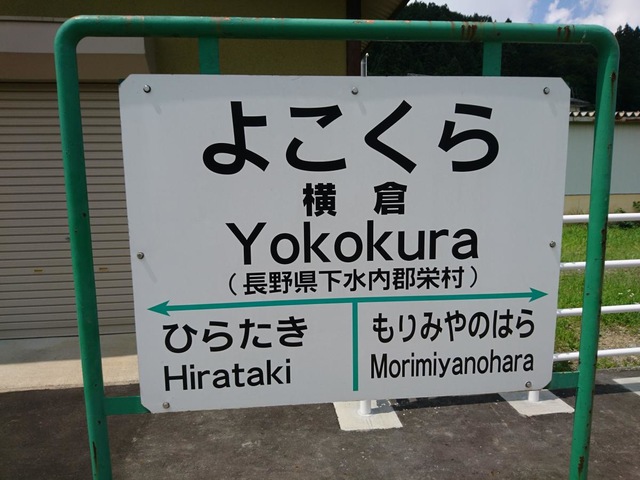 よこくら
横倉
Yokokura
(長野県下水内郡栄村)
ひらたき
Hirataki
もりみやのはら
Morimiyanohara